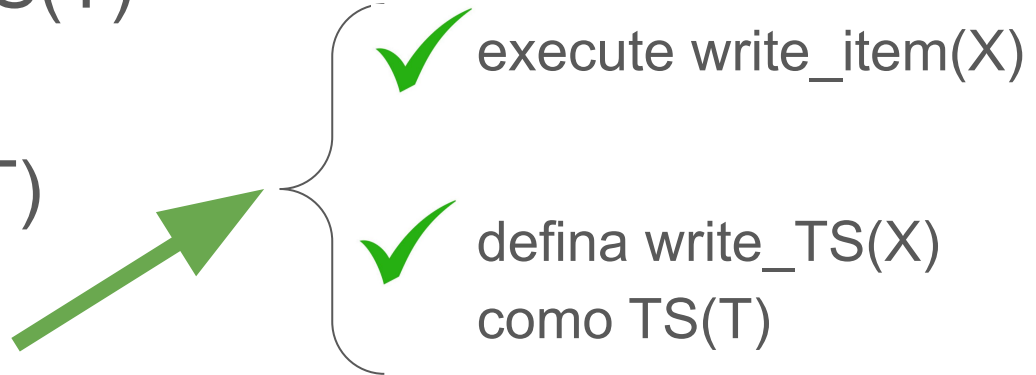 execute write_item(X)
defina write_TS(X)
como TS(T)